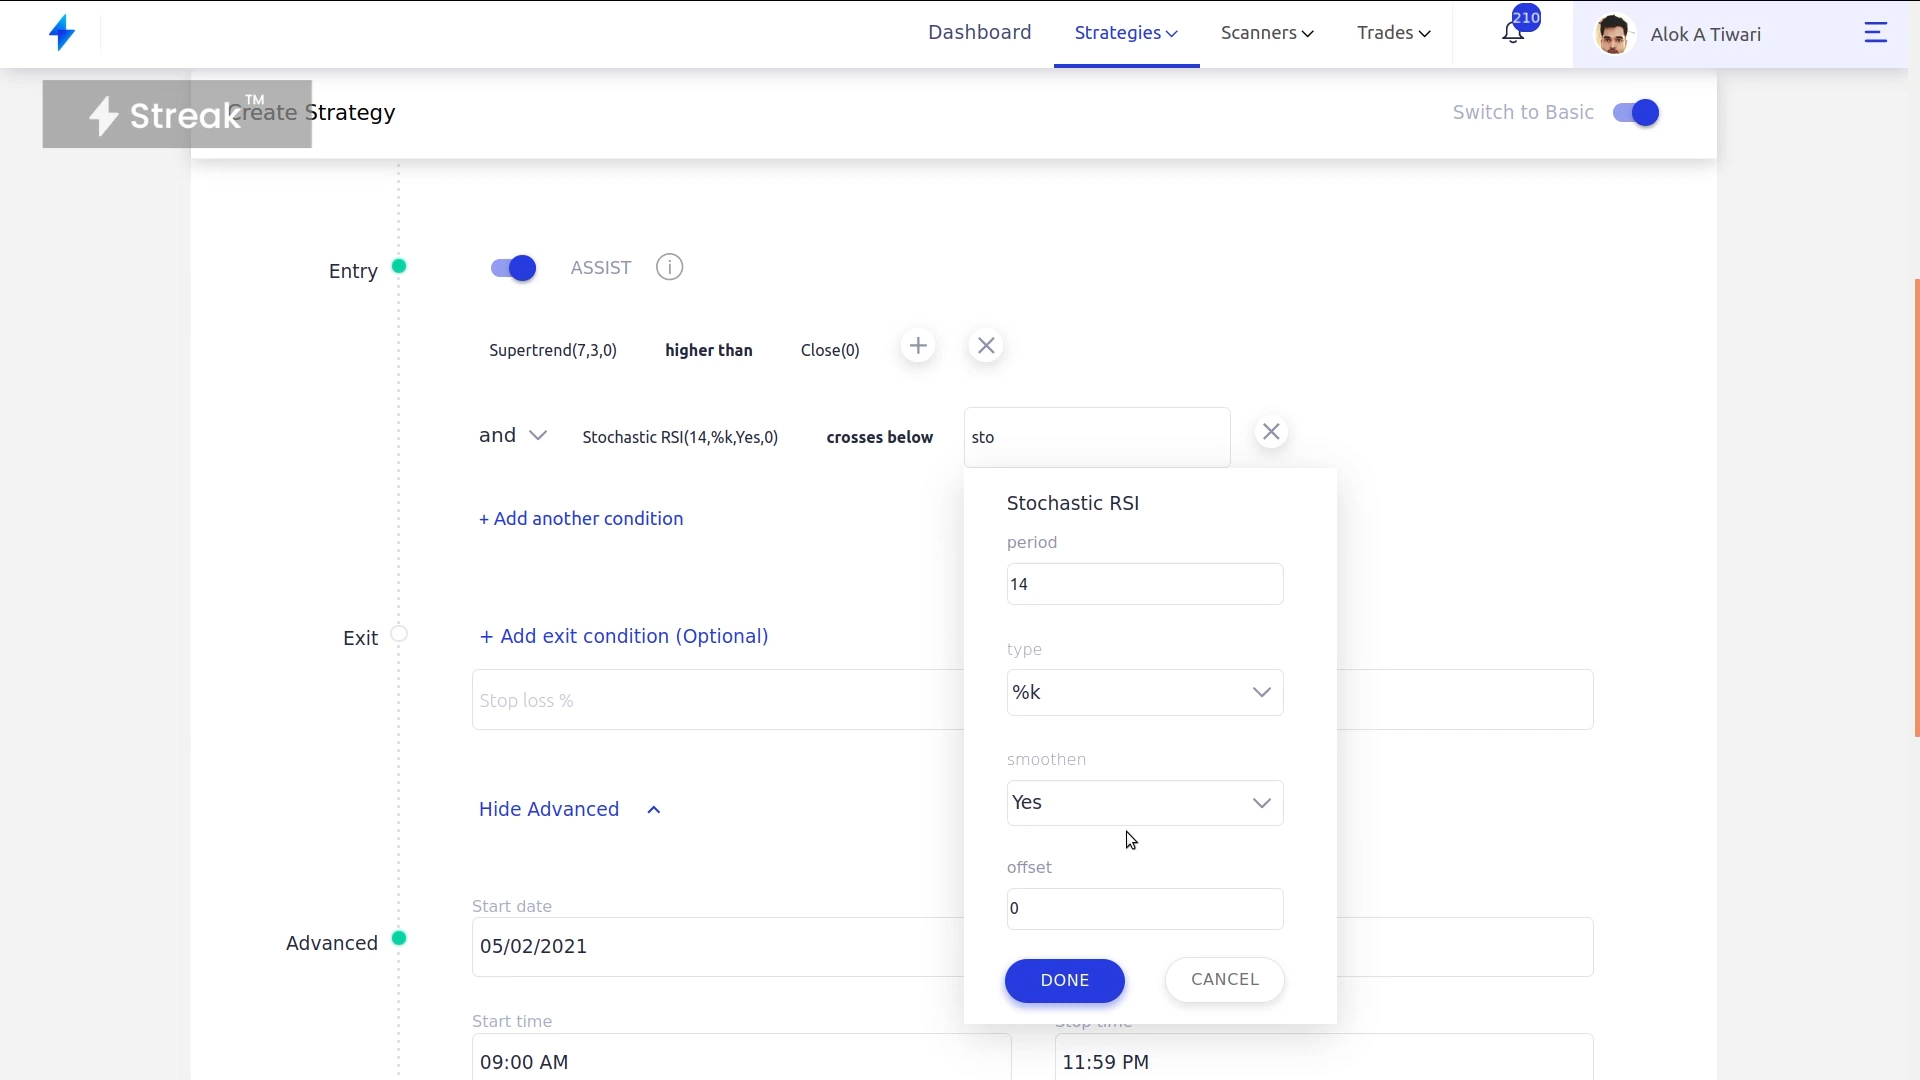 Dashboard Strategies Scanners Trades 210 Alok A Tiwari
Streak™ Create Strategy Switch to Basic
Entry ASSIST i
Supertrend(7,3,0) higher than Close(0)
and Stochastic RSI(14,%k,Yes,0) crosses below sto
Stochastic RSI
+ Add another condition
period
14
Exit + Add exit condition (Optional)
type
Stop loss % %k
smoothen
Hide Advanced Yes
offset
Start date 0
Advanced 05/02/2021
DONE CANCEL
Start time Stop time
09:00 AM 11:59 PM